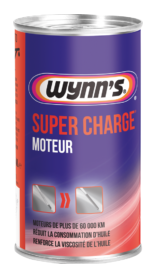 WYNN'S
SUPER CHARGE
MOTEUR
MOTEURS DE PLUS DE 60 000 KM
RÉDUIT LA CONSOMMATION D'HUILE
RENFORCE LA VISCOSITÉ DE L'HUILE